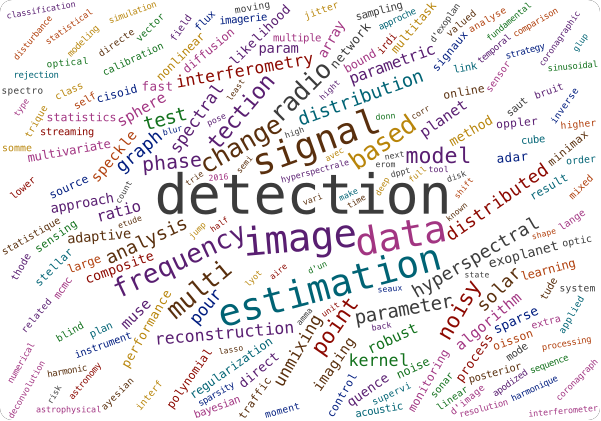 classification
disturbance
statistical
modeling
simulation
moving
jitter
d'exoplan
valued
analyse
fundamental
temporal
comparison
coronagraphic
glup
strategy
sinusoidal
rejection
optical
directe
vector
calibration
field
flux
imagerie
likelihood
multiple
sampling
approche
irdr
multitask
signaux
link
sensor
spectro
class
self
cisoid
nonlinear
diffusion
param
array
network
bound
parametric
type
trique
fast
interferometry
online
saut
bruit
inverse
streaming
statistics
sphere
spectral
tection
radio
distribution
planet
method
oppler
higher
somme
multivariate
speckle
graph
blur
test
change
signal
based
corr
cube
minimax
lower
source
phase
pose
least
hight
high
donn
model
adar
order
approach
ratio
trie
2016
semi
hyperspectrale
avec
erom
next
dppt
tool
disk
distributed
result
mixed
statistique
sensing
count
etude
detection
vari
make
time
deep
full
known
shift
thode
stellar
adaptive
analysis
jump
half
image
data
hyperspectral
shape
lange
large
composite
frequency
lyot
d'un
aire
estimation
state
exoplanet
optic
related
mcmc
muse
multi
pour
amma
seaux
unit
parameter
noisy
solar
tude
system
learning
blind
plan
performance
reconstruction
unmixing
point
back
robust
algorithm
sparse
applied
extra
instrument
direct
lasso
imaging
kernel
noise
process
oisson
mode
processing
numerical
harmonic
polynomial
regularization
quence
monitoring
posterior
sequence
deconvolution
risk
astronomy
ayesian
interf
sparsity
traffic
control
supervi
sonar
linear
apodized
harmonique
coronagraph
astrophysical
bayesian
moment
acoustic
d'image
resolution
interferometer